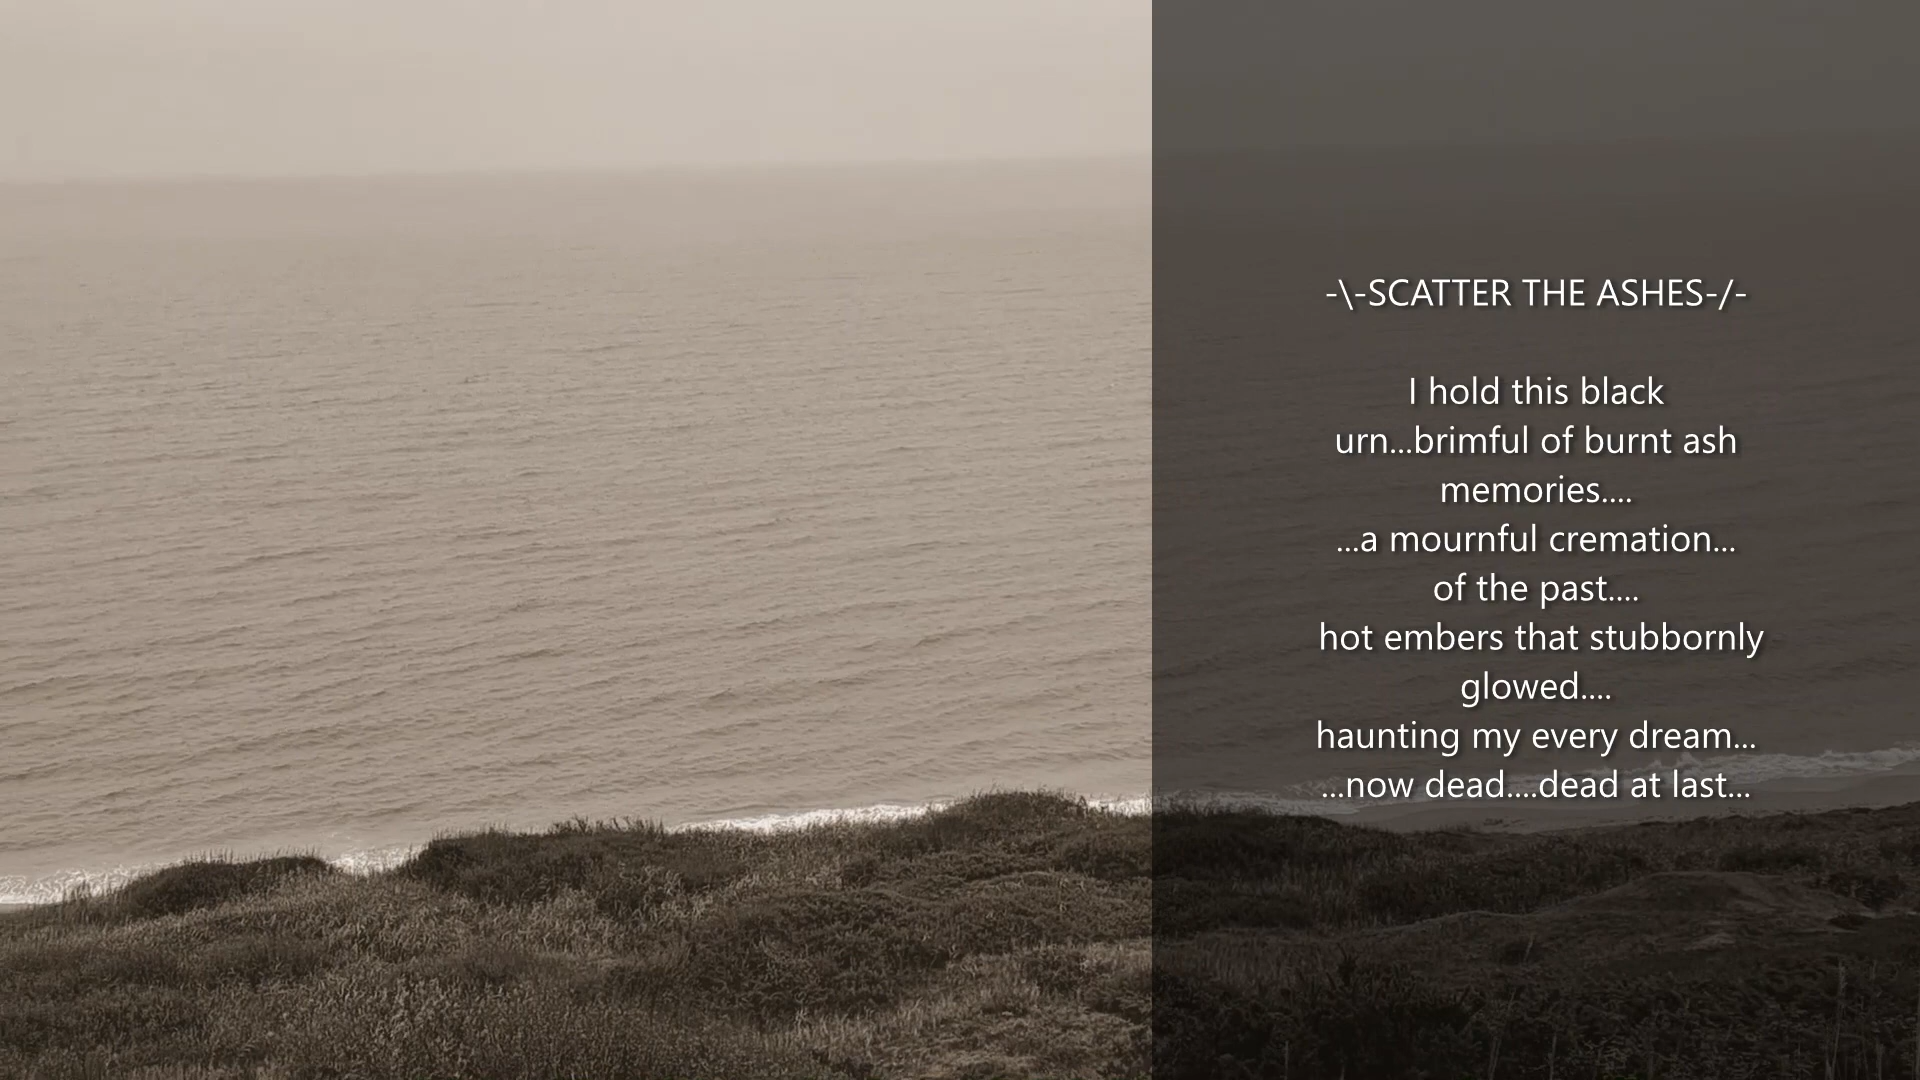 -\-SCATTER THE ASHES-/-
I hold this black
urn...brimful of burnt ash
memories....
...a mournful cremation...
of the past....
hot embers that stubbornly
glowed....
haunting my every dream...
...now dead....dead at last...